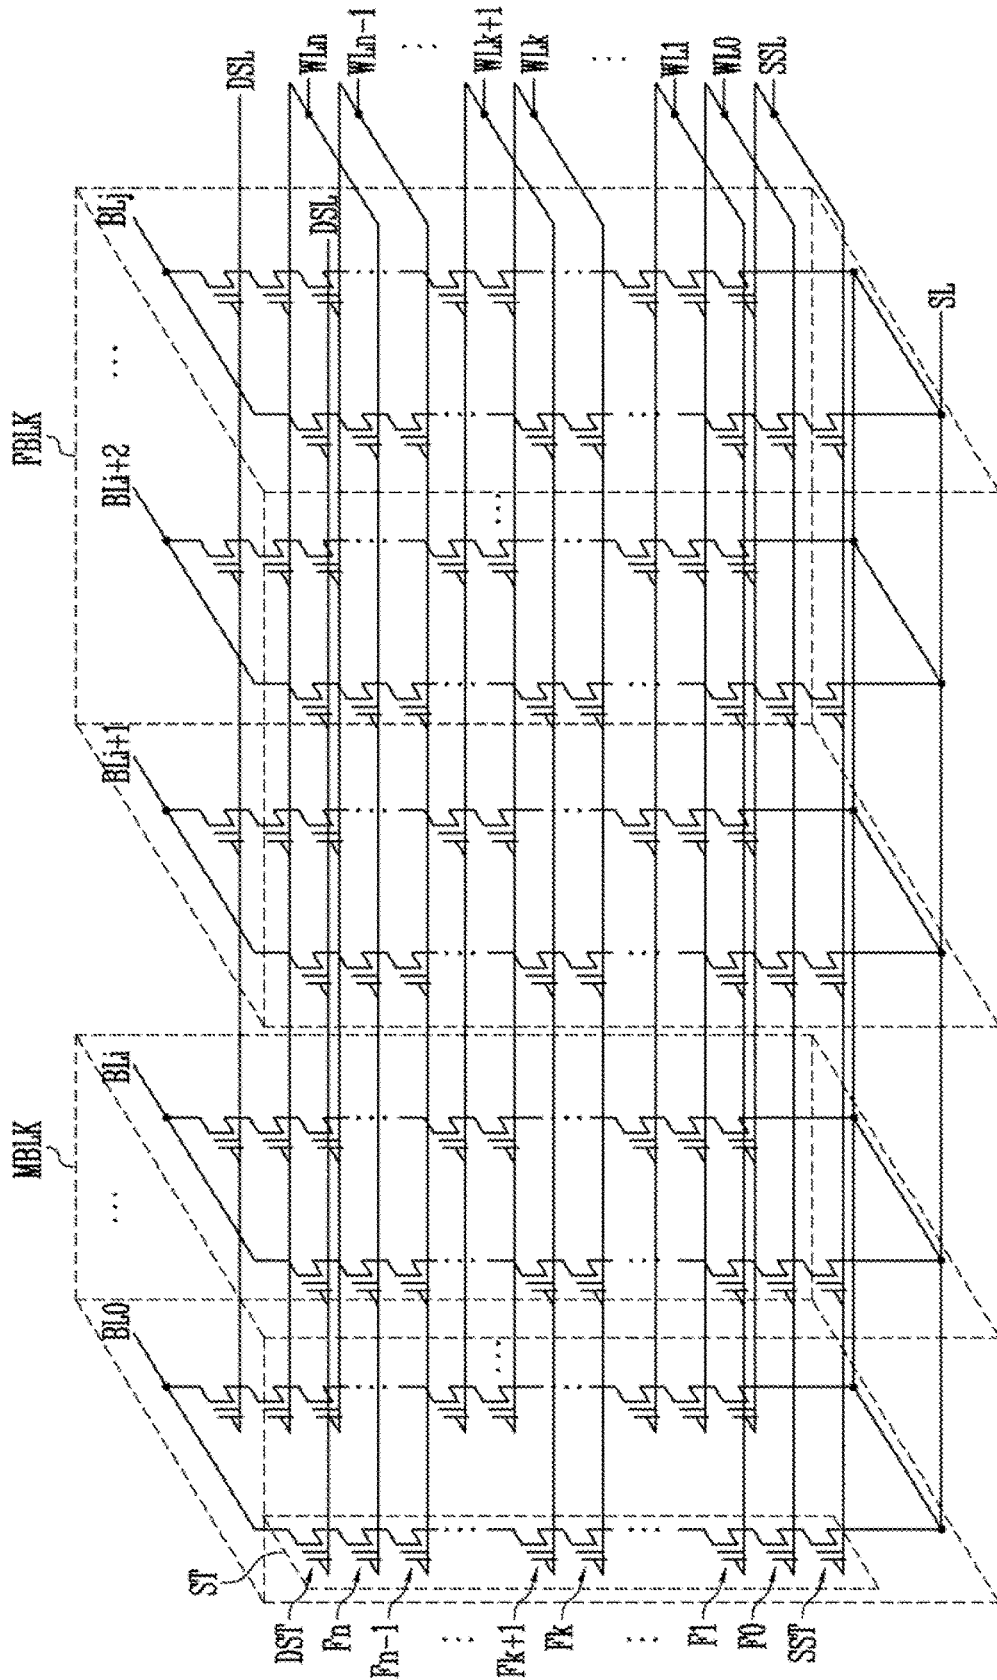 FBLK
MBLK
BLj
...
BLi+2
BLi+1
BLi
...
BL0
DSL
WLn
WLn-1
...
WLk+1
WLk
...
WL1
WL0
SSL
DSL
SL
ST
DST
Fn
Fn-1
...
Fk+1
Fk
...
F1
F0
SST